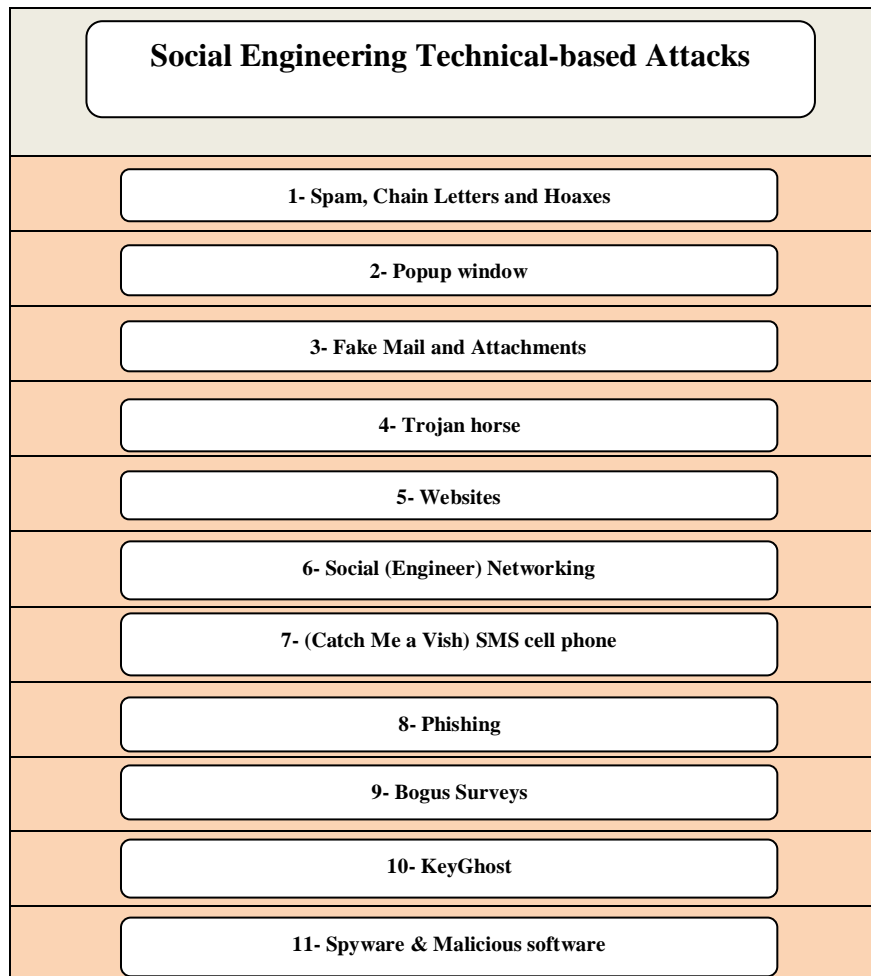 Social Engineering Technical-based Attacks
1- Spam, Chain Letters and Hoaxes
2- Popup window
3- Fake Mail and Attachments
4- Trojan horse
5- Websites
6- Social (Engineer) Networking
7- (Catch Me a Vish) SMS cell phone
8- Phishing
9- Bogus Surveys
10- KeyGhost
11- Spyware & Malicious software